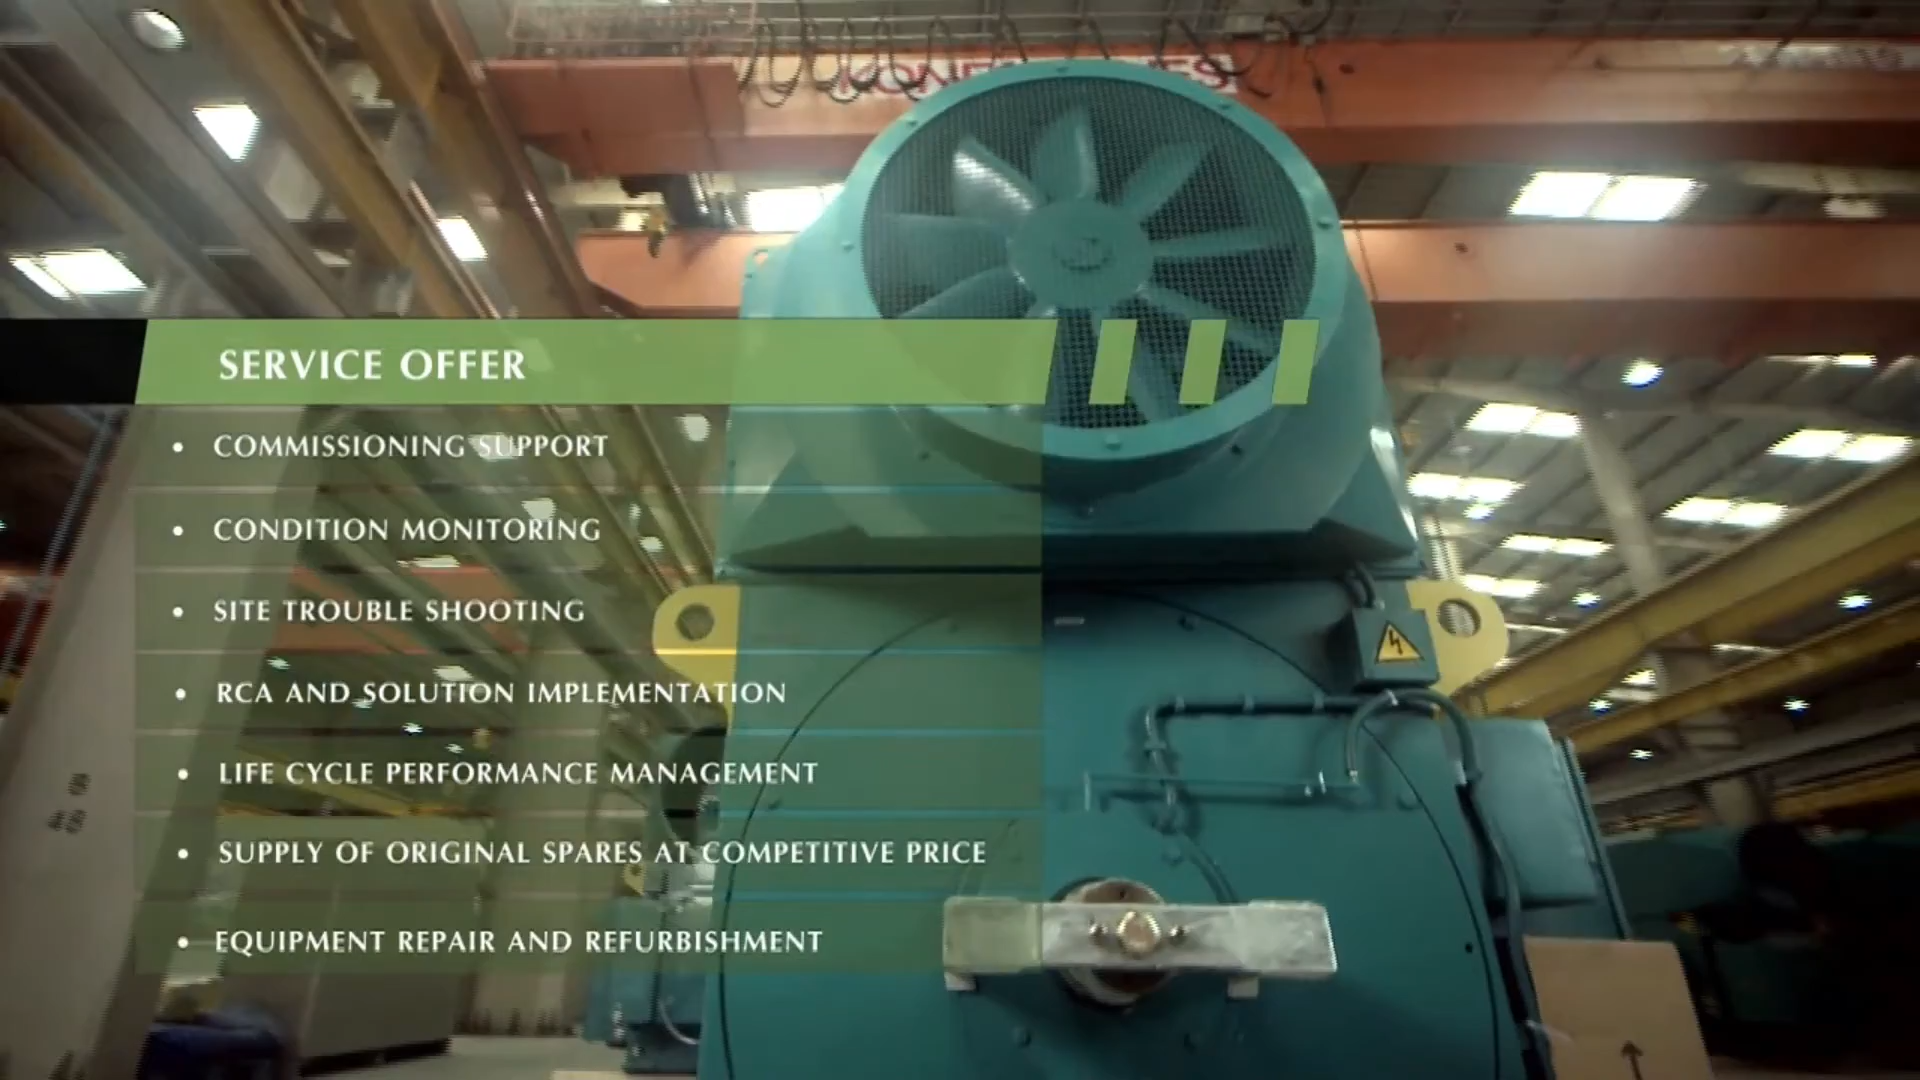 SERVICE OFFER
• COMMISSIONING SUPPORT
• CONDITION MONITORING
• SITE TROUBLE SHOOTING
• RCA AND SOLUTION IMPLEMENTATION
• LIFE CYCLE PERFORMANCE MANAGEMENT
• SUPPLY OF ORIGINAL SPARES AT COMPETITIVE PRICE
• EQUIPMENT REPAIR AND REFURBISHMENT